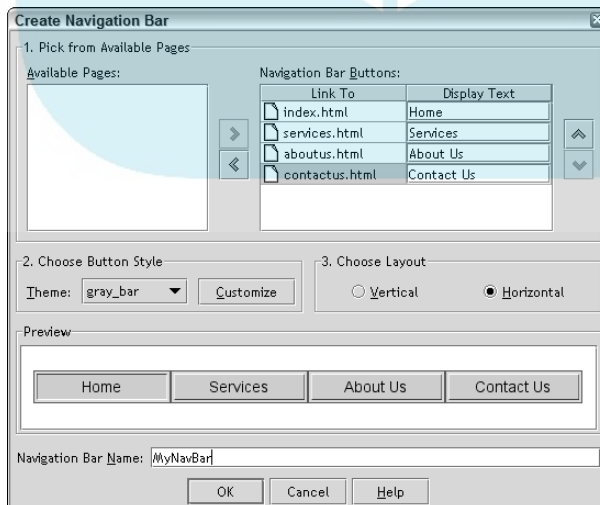 Create Navigation Bar
1. Pick from Available Pages
Available Pages:
Navigation Bar Buttons:
Link To Display Text
index.html Home
services.html Services
aboutus.html About Us
contactus.html Contact Us
2. Choose Button Style
Theme: gray_bar Customize
3. Choose Layout
Vertical Horizontal
Preview
Home Services About Us Contact Us
Navigation Bar Name: MyNavBar
OK Cancel Help